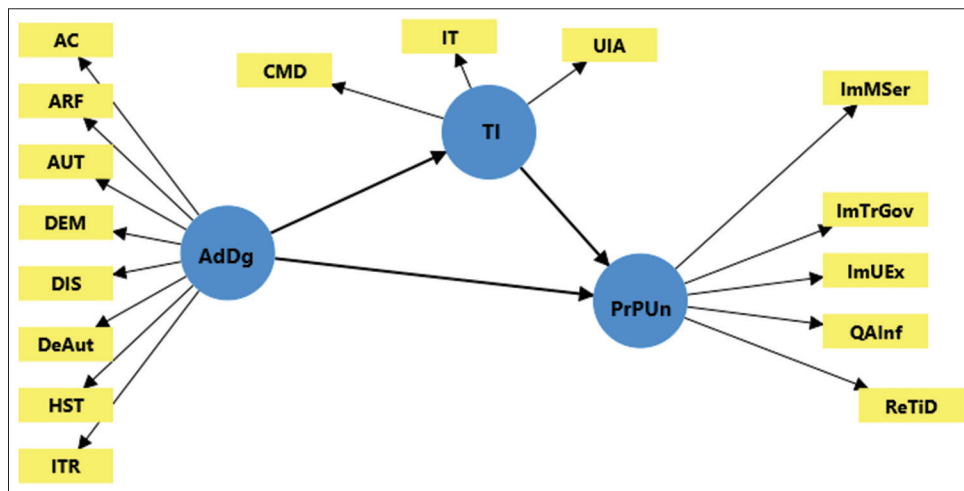 AC
ARF
AUT
DEM
DIS
DeAut
HST
ITR
AdDg
CMD
IT
UIA
TI
PrPUn
ImMSer
ImTrGov
ImUEx
QAInf
ReTiD